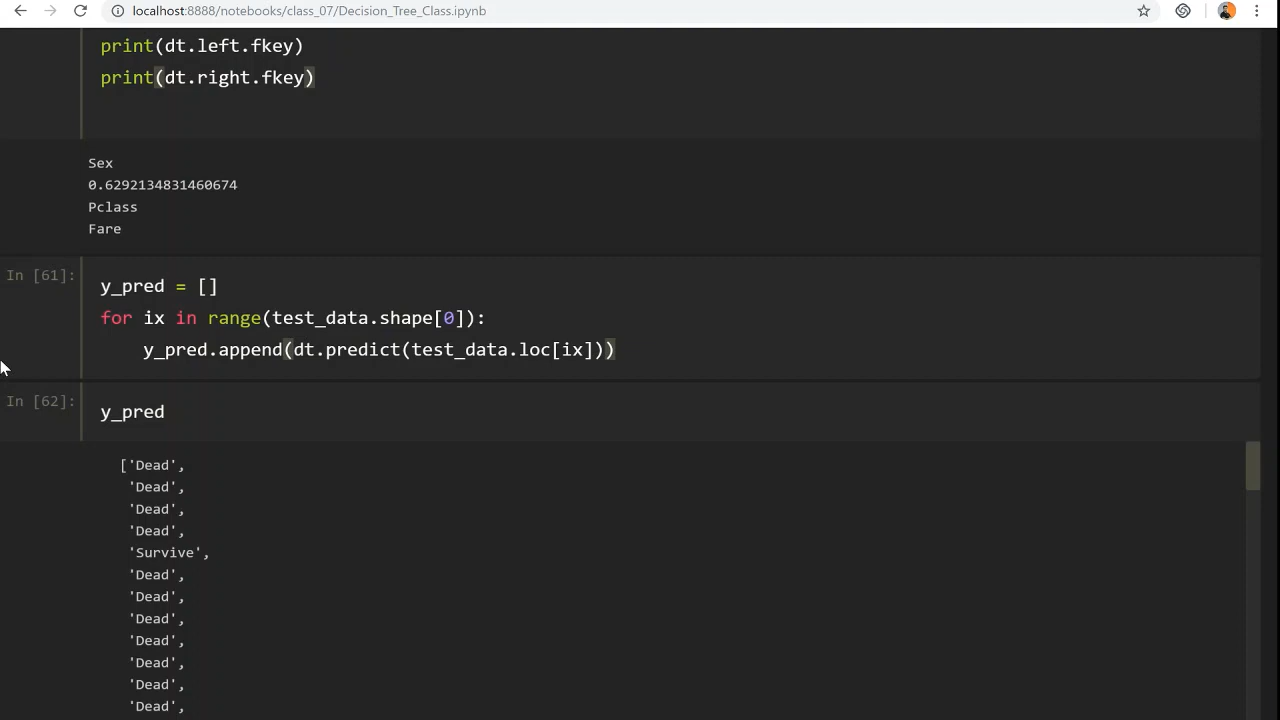 localhost:8888/notebooks/class_07/Decision_Tree_Class.ipynb
print(dt.left.fkey)
print(dt.right.fkey)
Sex
0.6292134831460674
Pclass
Fare
In [61]:
y_pred = []
for ix in range(test_data.shape[0]):
    y_pred.append(dt.predict(test_data.loc[ix]))
In [62]:
y_pred
['Dead',
 'Dead',
 'Dead',
 'Dead',
 'Survive',
 'Dead',
 'Dead',
 'Dead',
 'Dead',
 'Dead',
 'Dead',
 'Dead',